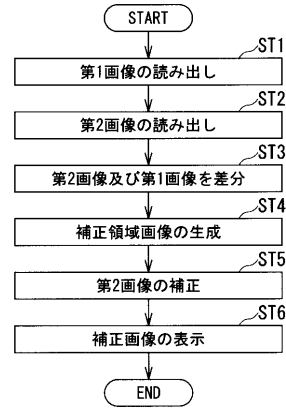 START
ST1
第1画像の読み出し
ST2
第2画像の読み出し
ST3
第2画像及び第1画像を差分
ST4
補正領域画像の生成
ST5
第2画像の補正
ST6
補正画像の表示
END